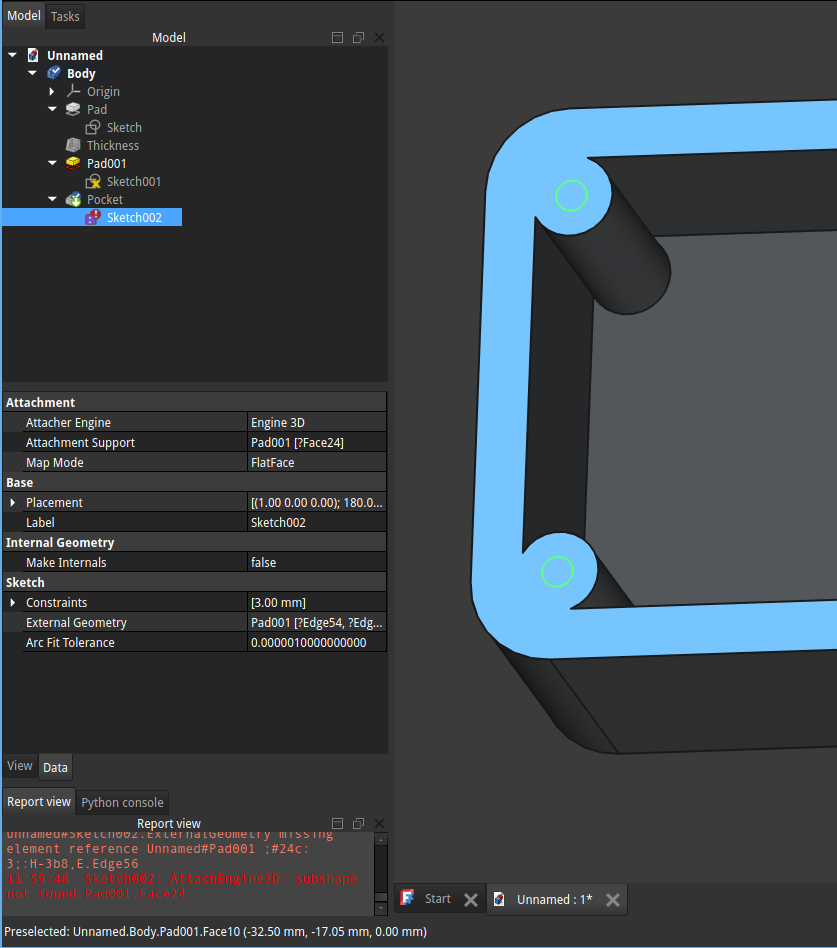 Model
Tasks
Model
Unnamed
Body
Origin
Pad
Sketch
Thickness
Pad001
Sketch001
Pocket
Sketch002
Attachment
Attacher Engine Engine 3D
Attachment Support Pad001 [?Face24]
Map Mode FlatFace
Base
Placement [(1.00 0.00 0.00); 180.0...
Label Sketch002
Internal Geometry
Make Internals false
Sketch
Constraints [3.00 mm]
External Geometry Pad001 [?Edge54, ?Edg...
Arc Fit Tolerance 0.0000010000000000
View
Data
Report view
Python console
Report view
Unnamed#Sketch002.ExternalGeometry missing
element reference Unnamed#Pad001 ;#24c:
3;:H-3b8,E.Edge56
11:59:48  Sketch002: AttachEngine3D: subshape
not found Pad001.Face24
Start
Unnamed : 1*
Preselected: Unnamed.Body.Pad001.Face10 (-32.50 mm, -17.05 mm, 0.00 mm)